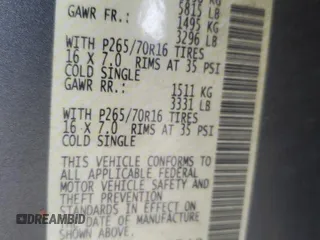 5815 LB
GAWR FR.: 1495 KG
3296 LB
WITH P265/70R16 TIRES
16 X 7.0 RIMS AT 35 PSI
COLD SINGLE
GAWR RR.: 1511 KG
3331 LB
WITH P265/70R16 TIRES
16 X 7.0 RIMS AT 35 PSI
COLD SINGLE
THIS VEHICLE CONFORMS TO
ALL APPLICABLE FEDERAL
MOTOR VEHICLE SAFETY AND
THEFT PREVENTION
STANDARDS IN EFFECT ON
DATE OF MANUFACTURE
SHOWN ABOVE.
DREAMBID